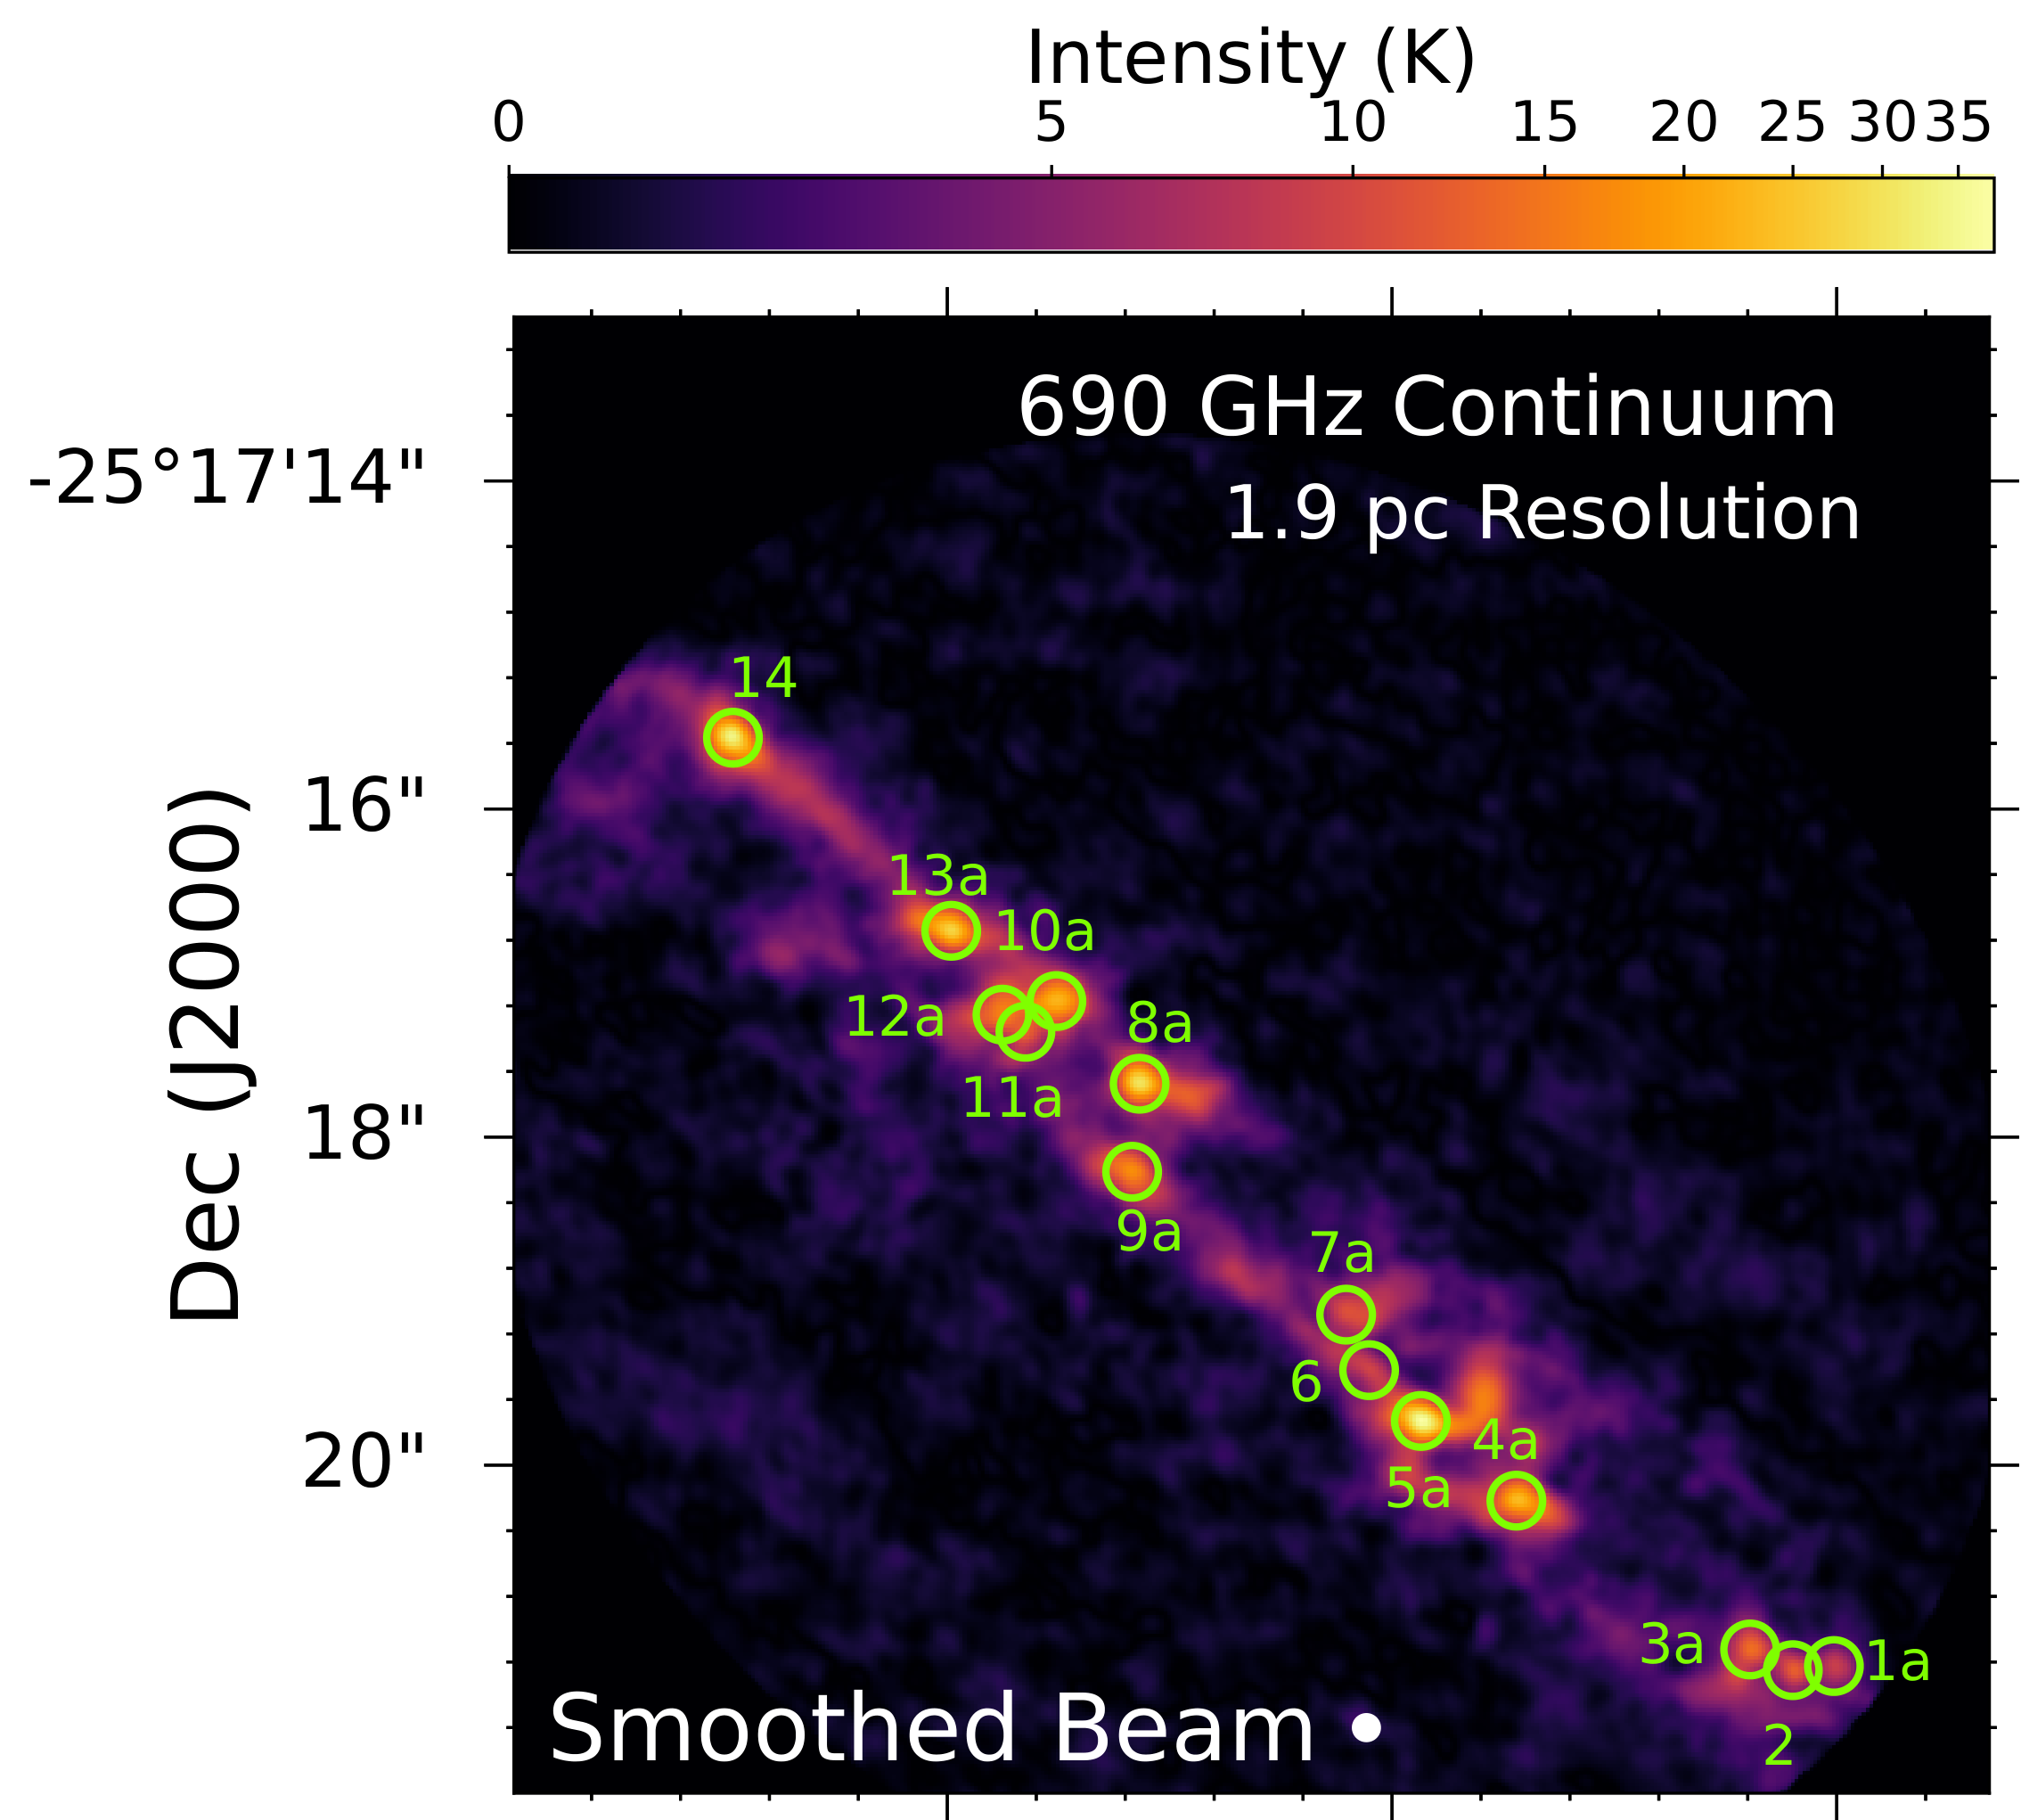 Intensity (K)
0 5 10 15 20 25 30 35
690 GHz Continuum
1.9 pc Resolution
-25°17'14"
16"
18"
20"
Dec (J2000)
14
13a
10a
12a
8a
11a
9a
7a
6
4a
5a
3a
1a
2
Smoothed Beam